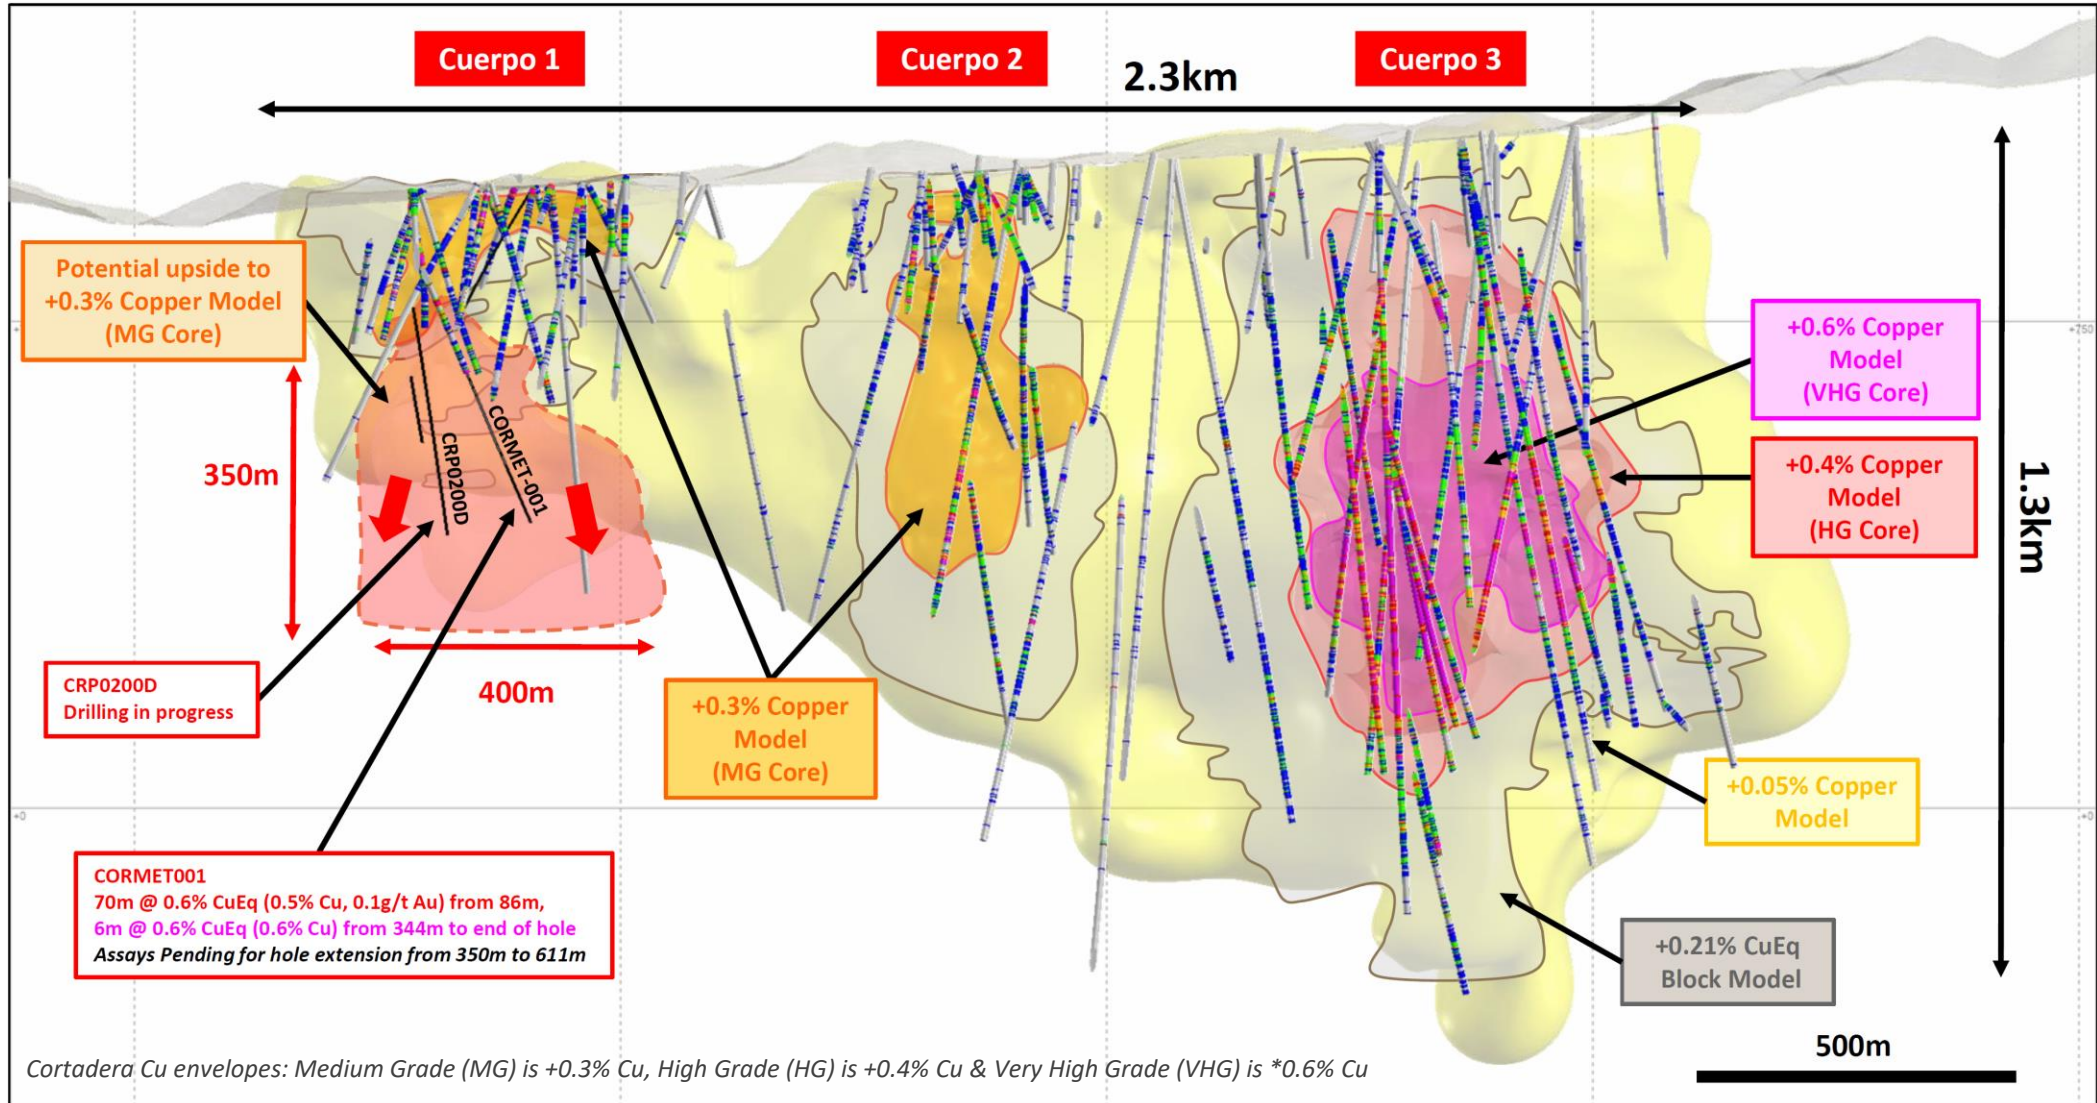 Cuerpo 1
Cuerpo 2
Cuerpo 3
2.3km
Potential upside to
+0.3% Copper Model
(MG Core)
350m
CRP0200D
CORMET-001
400m
CRP0200D
Drilling in progress
CORMET001
70m @ 0.6% CuEq (0.5% Cu, 0.1g/t Au) from 86m,
6m @ 0.6% CuEq (0.6% Cu) from 344m to end of hole
Assays Pending for hole extension from 350m to 611m
+0.3% Copper
Model
(MG Core)
+750
+0.6% Copper
Model
(VHG Core)
+0.4% Copper
Model
(HG Core)
1.3km
+0.05% Copper
Model
+0
+0
+0.21% CuEq
Block Model
500m
Cortadera Cu envelopes: Medium Grade (MG) is +0.3% Cu, High Grade (HG) is +0.4% Cu & Very High Grade (VHG) is *0.6% Cu